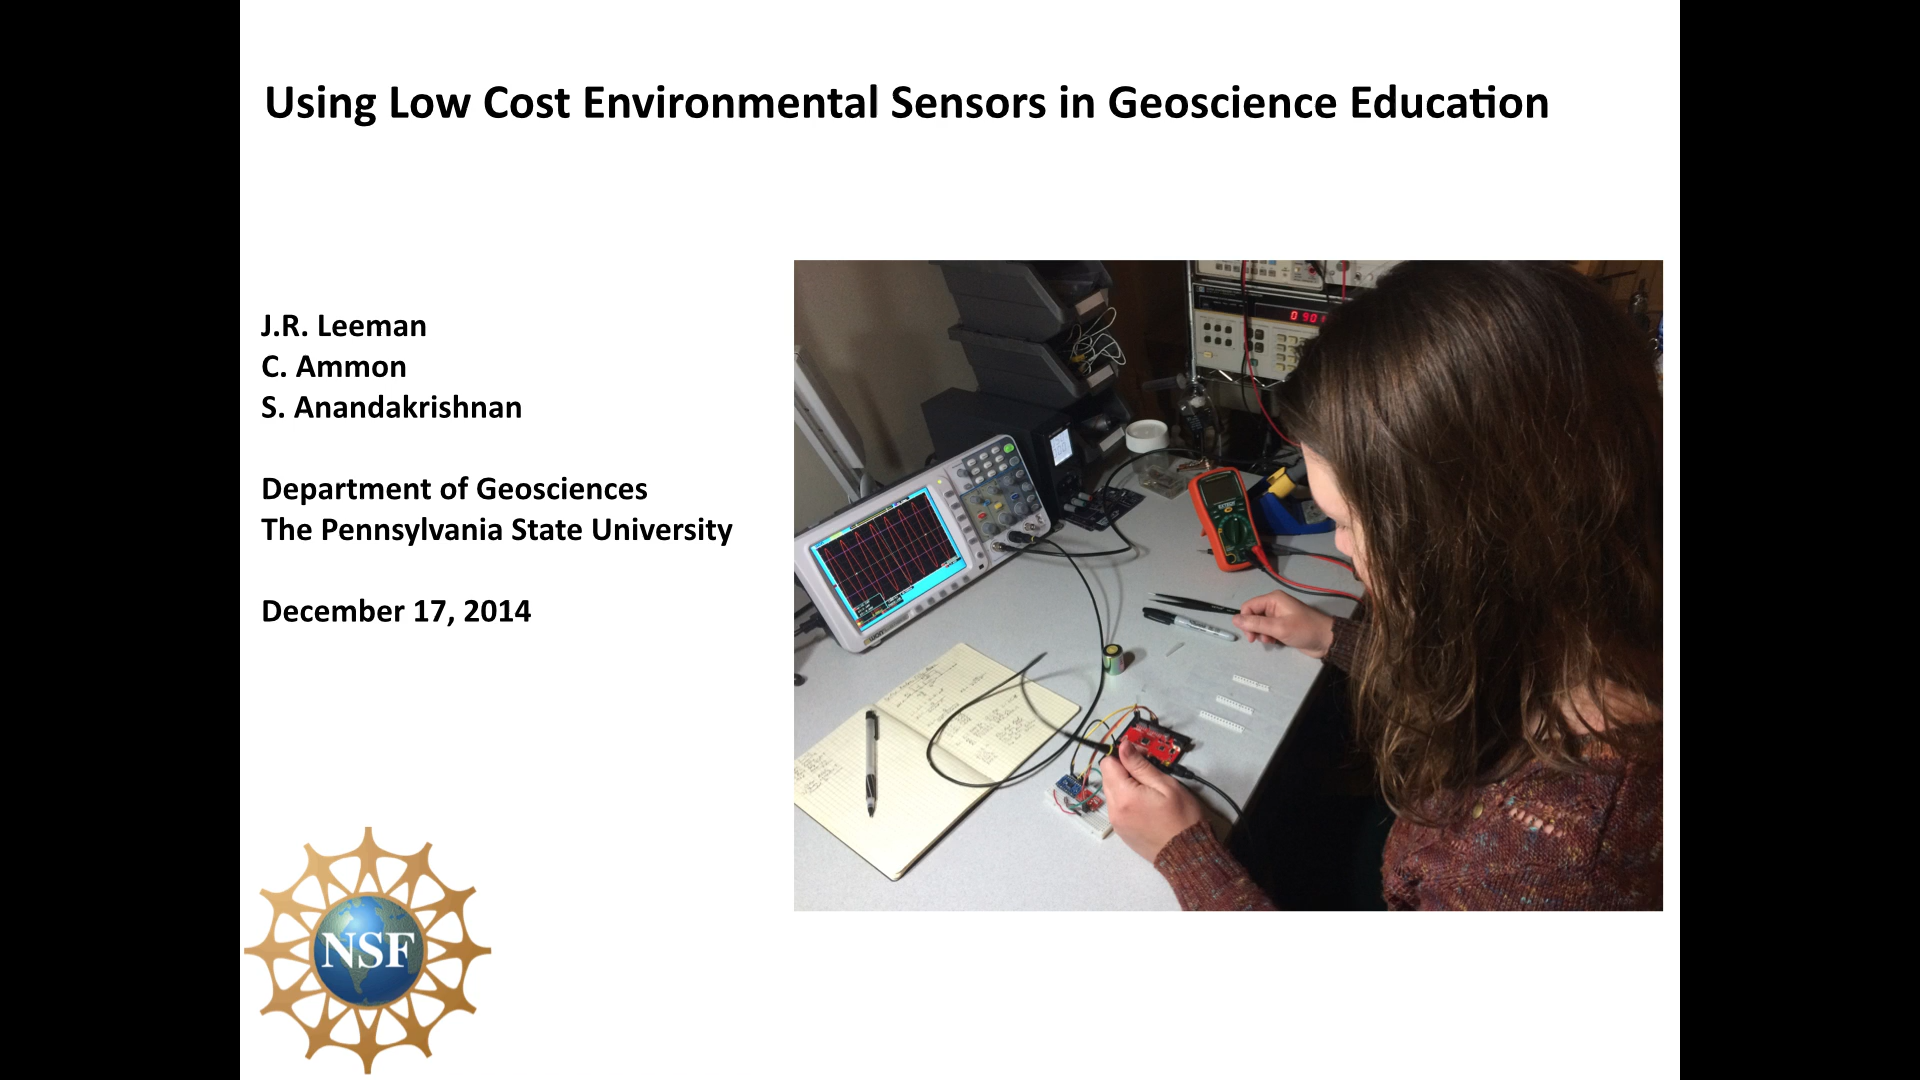 Using Low Cost Environmental Sensors in Geoscience Education
J.R. Leeman
C. Ammon
S. Anandakrishnan
Department of Geosciences
The Pennsylvania State University
December 17, 2014
NSF